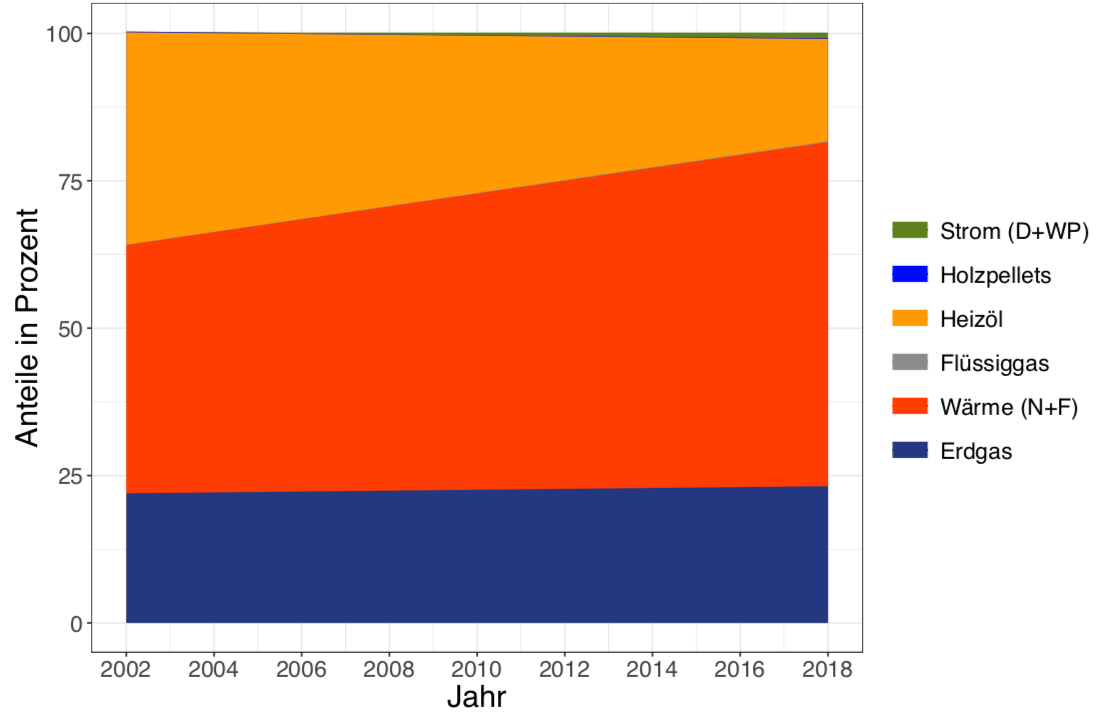 Anteile in Prozent
100
75
50
25
0
2002 2004 2006 2008 2010 2012 2014 2016 2018
Jahr
Strom (D+WP)
Holzpellets
Heizöl
Flüssiggas
Wärme (N+F)
Erdgas